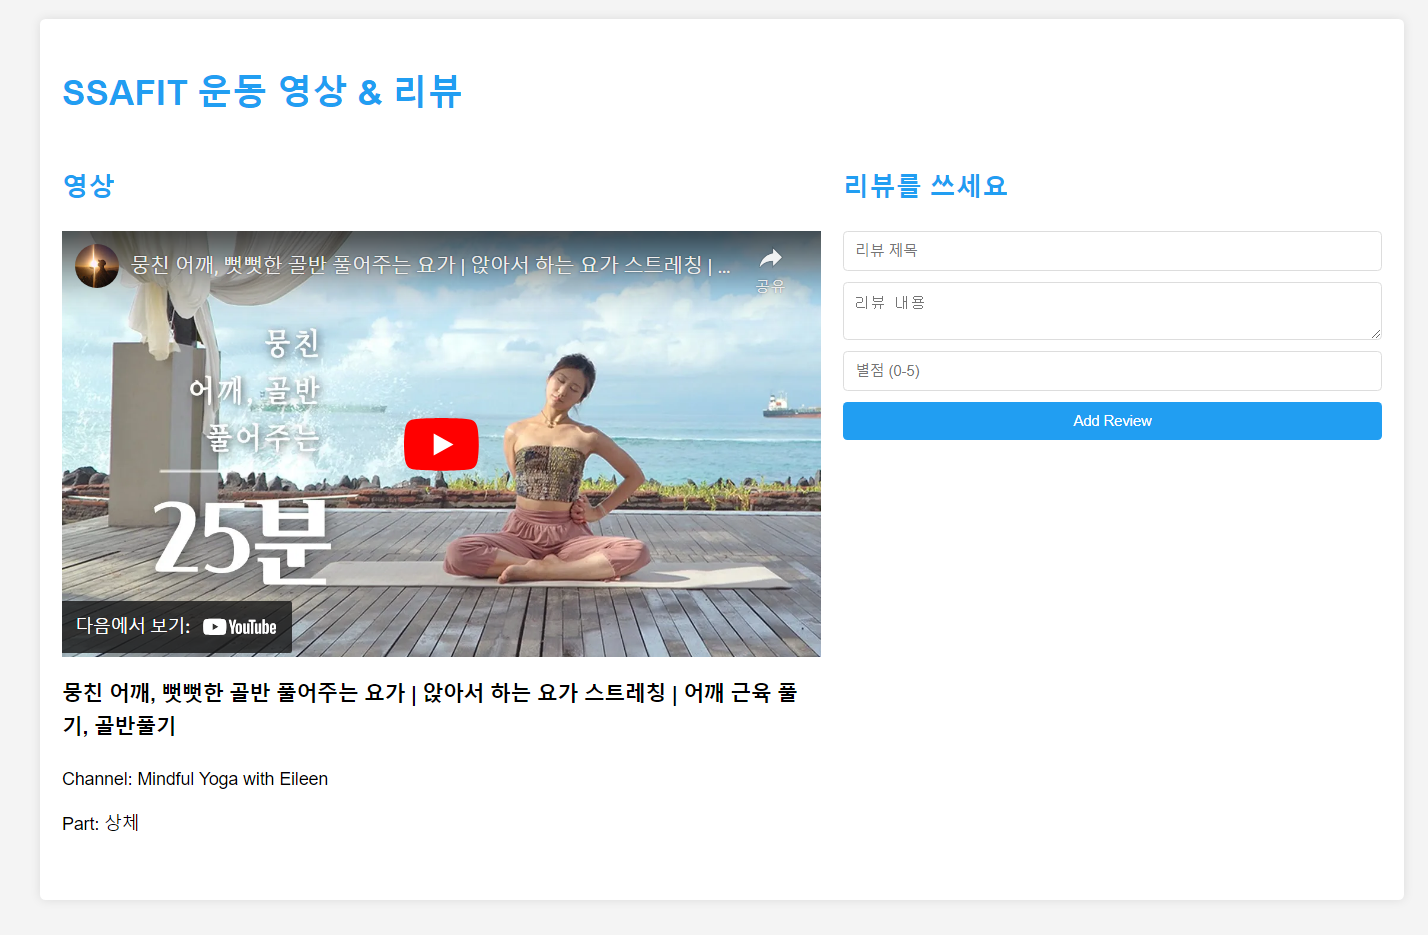 SSAFIT 운동 영상 & 리뷰
영상
뭉친 어깨, 뻣뻣한 골반 풀어주는 요가 | 앉아서 하는 요가 스트레칭 | ...
공유
뭉친
어깨, 골반
풀어주는
25분
다음에서 보기: YouTube
뭉친 어깨, 뻣뻣한 골반 풀어주는 요가 | 앉아서 하는 요가 스트레칭 | 어깨 근육 풀
기, 골반풀기
Channel: Mindful Yoga with Eileen
Part: 상체
리뷰를 쓰세요
리뷰 제목
리뷰 내용
별점 (0-5)
Add Review